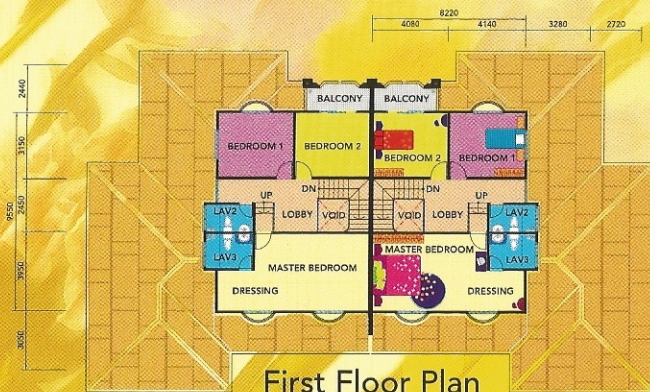 8220
4080 4140 3280 2720
2440
3150
2450
9550
3950
3050
BALCONY BALCONY
BEDROOM 1 BEDROOM 2 BEDROOM 2 BEDROOM 1
UP DN DN UP
LAV2 LOBBY VOID VOID LOBBY LAV2
LAV3 MASTER BEDROOM MASTER BEDROOM LAV3
DRESSING DRESSING
First Floor Plan